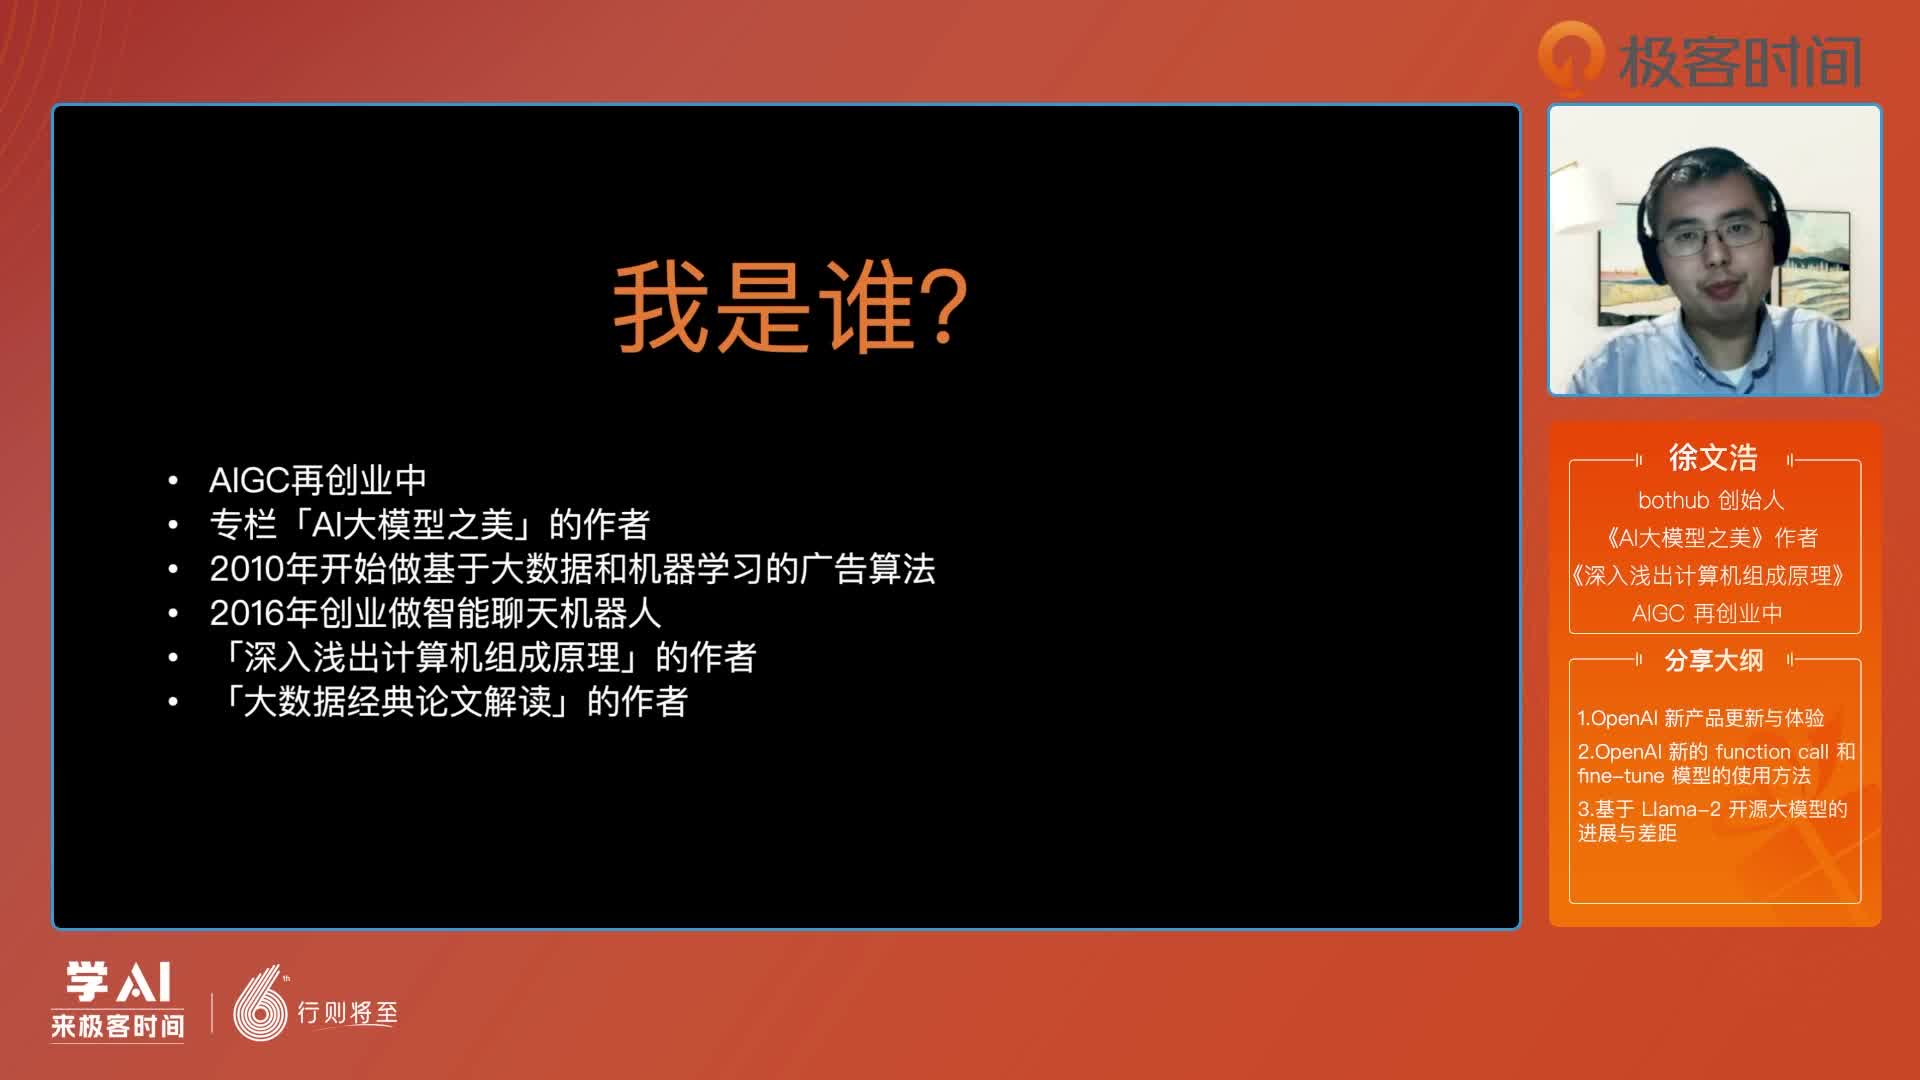 极客时间
我是谁?
• AIGC再创业中
• 专栏「AI大模型之美」的作者
• 2010年开始做基于大数据和机器学习的广告算法
• 2016年创业做智能聊天机器人
• 「深入浅出计算机组成原理」的作者
• 「大数据经典论文解读」的作者
徐文浩
bothub 创始人
《AI大模型之美》作者
《深入浅出计算机组成原理》
AIGC 再创业中
分享大纲
1.OpenAI 新产品更新与体验
2.OpenAI 新的 function call 和
fine-tune 模型的使用方法
3.基于 Llama-2 开源大模型的
进展与差距
学AI
来极客时间
6th 行则将至